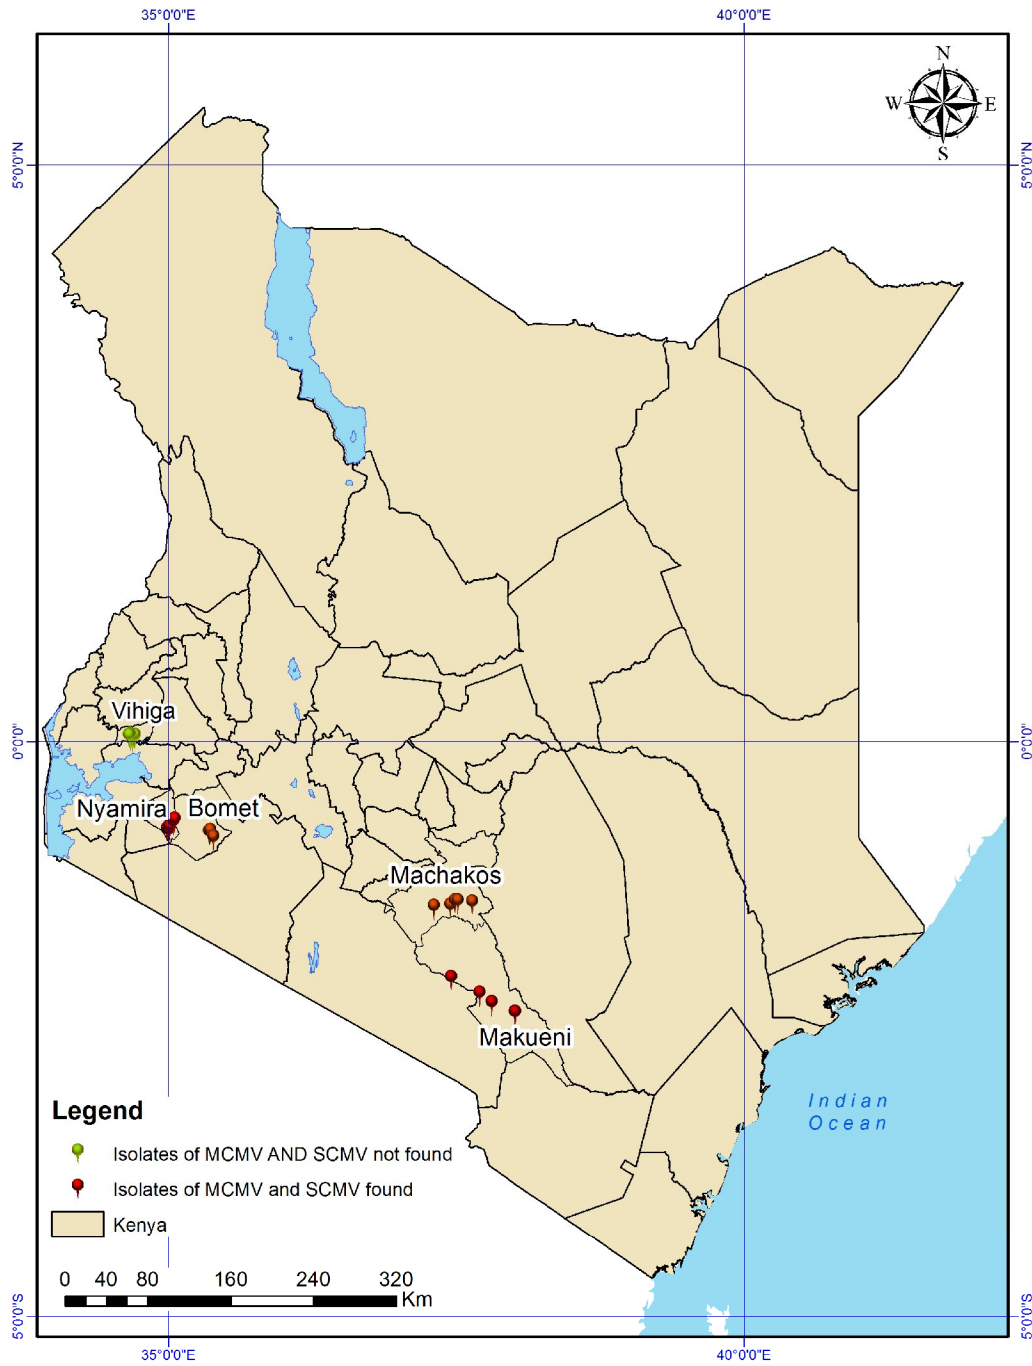 35°0'0"E
40°0'0"E
N
W
E
S
5°0'0"N
5°0'0"N
Vihiga
0°0'0"
0°0'0"
Nyamira
Bomet
Machakos
Makueni
Indian
Ocean
Legend
Isolates of MCMV AND SCMV not found
Isolates of MCMV and SCMV found
Kenya
0 40 80 160 240 320
Km
5°0'0"S
5°0'0"S
35°0'0"E
40°0'0"E